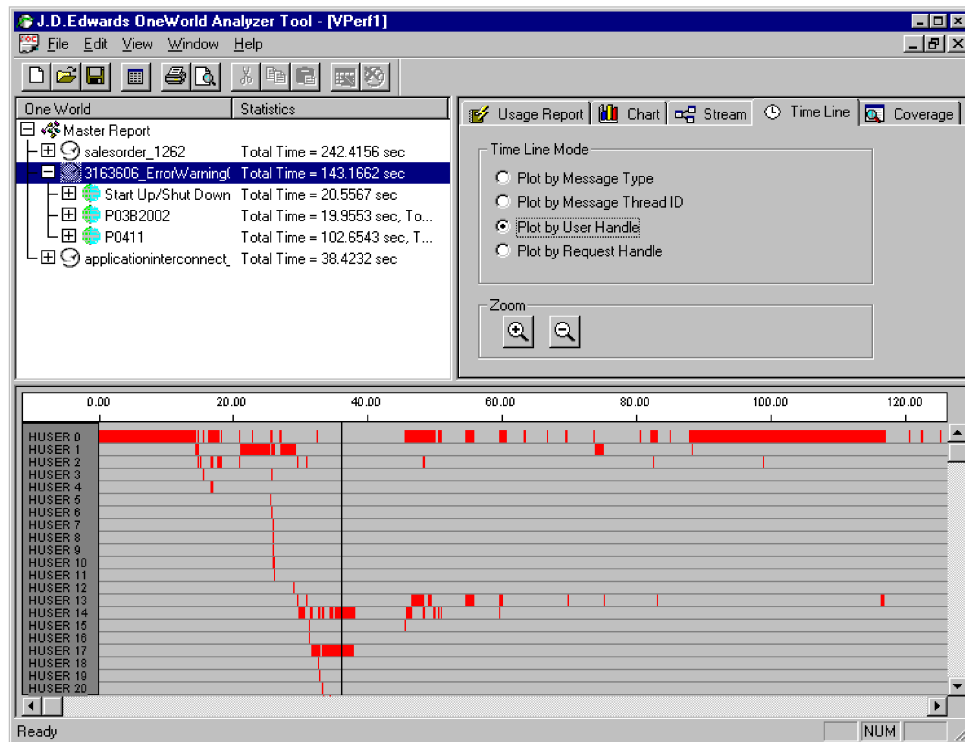 J.D.Edwards OneWorld Analyzer Tool - [VPerf1]
File Edit View Window Help
One World Statistics
Master Report
salesorder_1262 Total Time = 242.4156 sec
3163606_ErrorWarning( Total Time = 143.1662 sec
Start Up/Shut Down Total Time = 20.5567 sec
P03B2002 Total Time = 19.9553 sec, To...
P0411 Total Time = 102.6543 sec, T...
applicationinterconnect_ Total Time = 38.4232 sec
Usage Report Chart Stream Time Line Coverage
Time Line Mode
Plot by Message Type
Plot by Message Thread ID
Plot by User Handle
Plot by Request Handle
Zoom
0.00 20.00 40.00 60.00 80.00 100.00 120.00
HUSER 0
HUSER 1
HUSER 2
HUSER 3
HUSER 4
HUSER 5
HUSER 6
HUSER 7
HUSER 8
HUSER 9
HUSER 10
HUSER 11
HUSER 12
HUSER 13
HUSER 14
HUSER 15
HUSER 16
HUSER 17
HUSER 18
HUSER 19
HUSER 20
Ready NUM